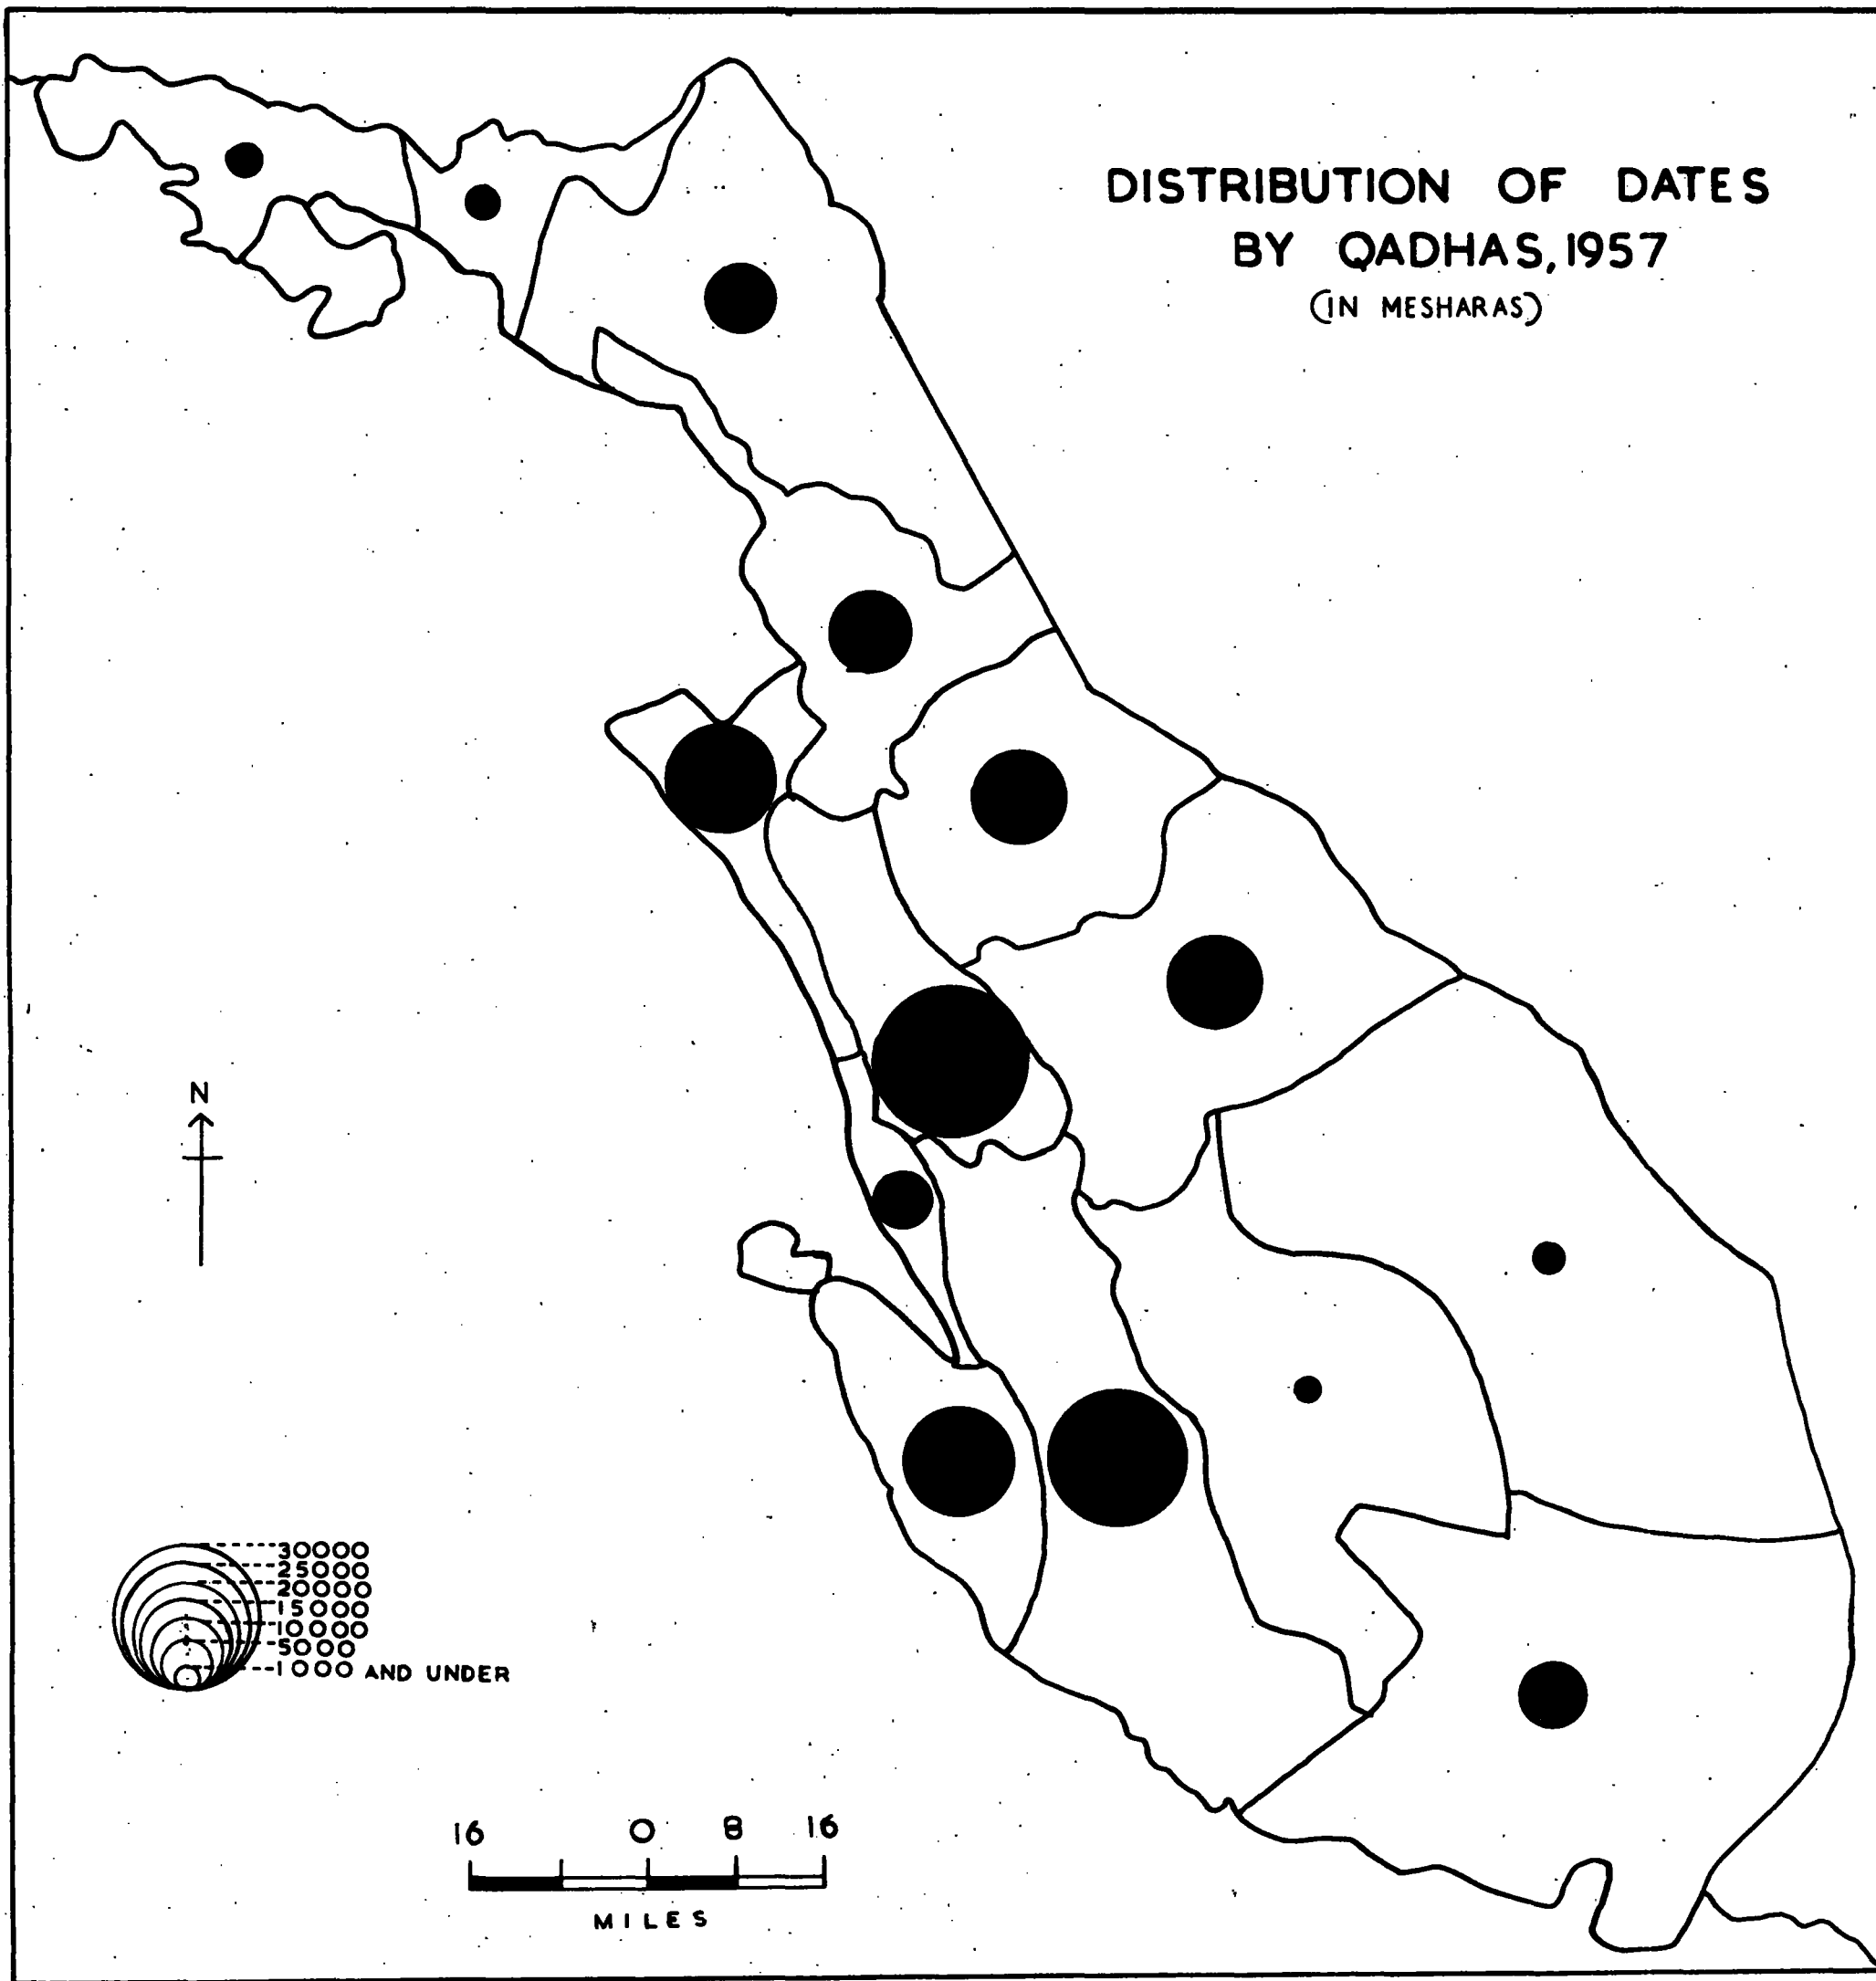 DISTRIBUTION OF DATES
BY QADHAS, 1957
(IN MESHARAS)
N
30000
25000
20000
15000
10000
5000
1000 AND UNDER
16 0 8 16
MILES